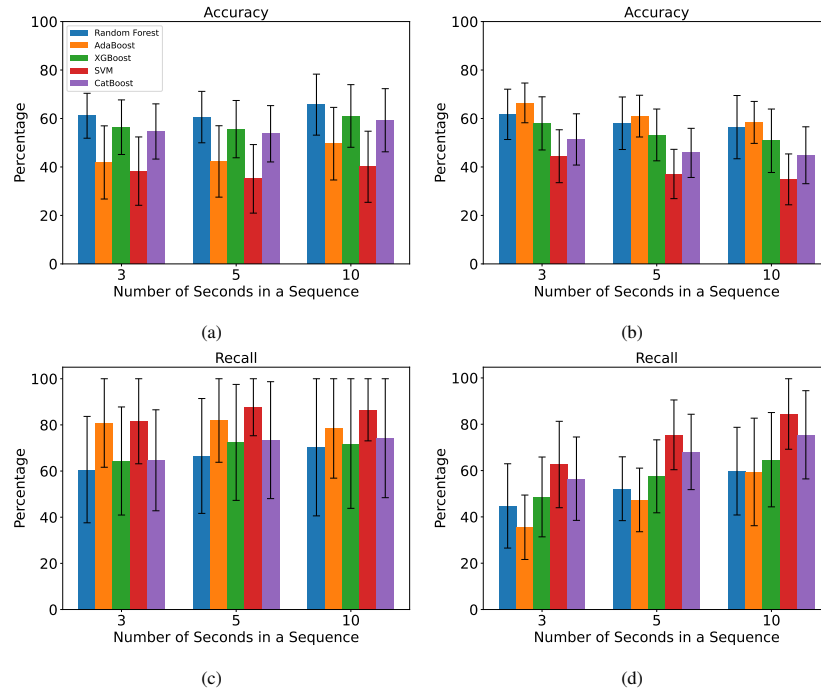 Accuracy
100
80
60
40
20
0
Percentage
Random Forest
AdaBoost
XGBoost
SVM
CatBoost
3 5 10
Number of Seconds in a Sequence
(a)
Accuracy
100
80
60
40
20
0
Percentage
3 5 10
Number of Seconds in a Sequence
(b)
Recall
100
80
60
40
20
0
Percentage
3 5 10
Number of Seconds in a Sequence
(c)
Recall
100
80
60
40
20
0
Percentage
3 5 10
Number of Seconds in a Sequence
(d)